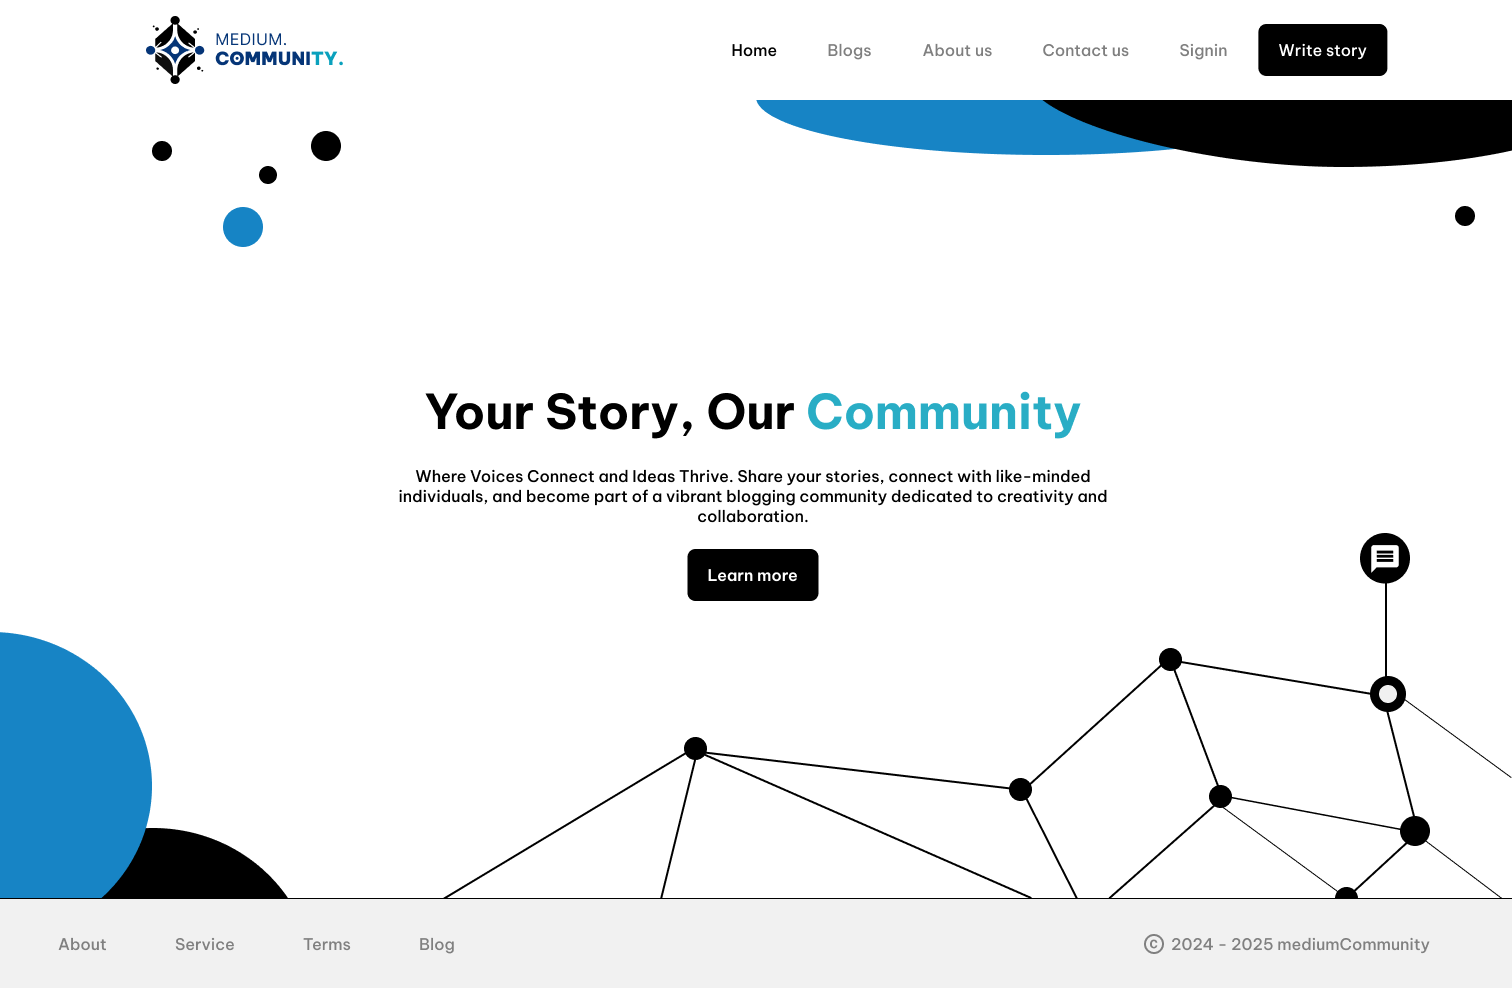 MEDIUM.
COMMUNITY.
Home Blogs About us Contact us Signin Write story
Your Story, Our Community
Where Voices Connect and Ideas Thrive. Share your stories, connect with like-minded
individuals, and become part of a vibrant blogging community dedicated to creativity and
collaboration.
Learn more
About Service Terms Blog © 2024 - 2025 mediumCommunity